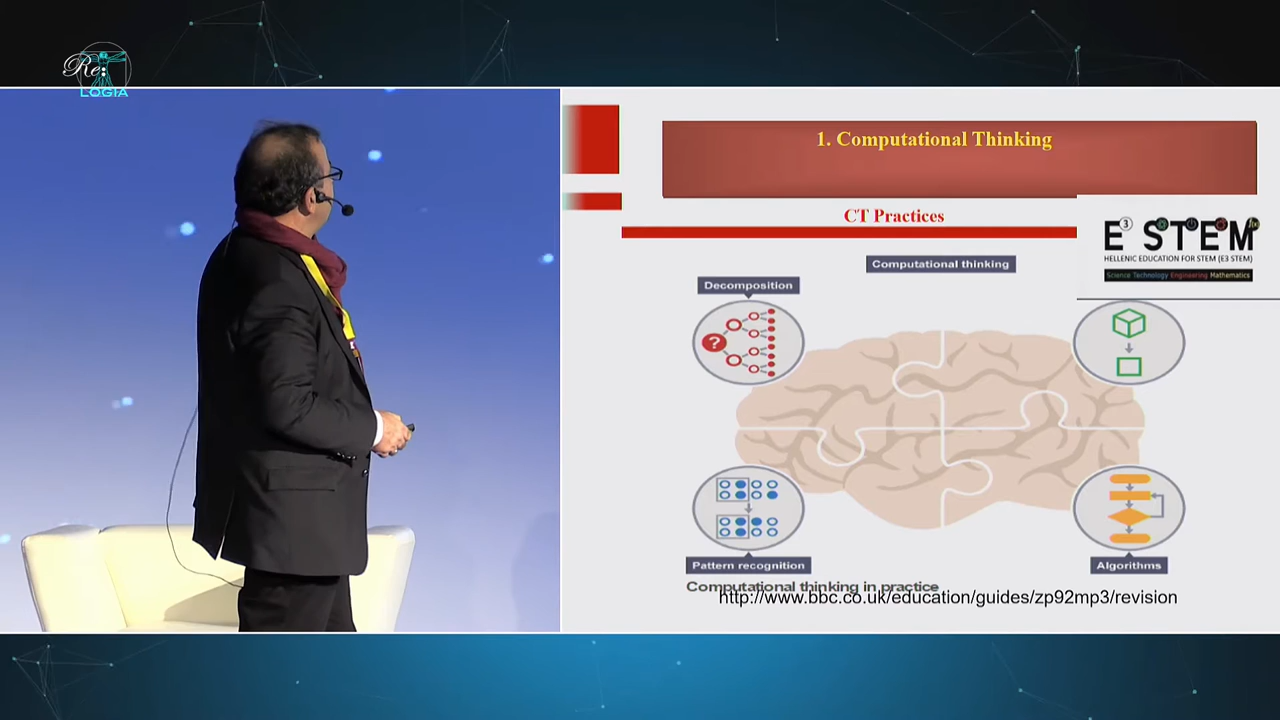 Re:
LOGIA
1. Computational Thinking
CT Practices
E3 STEM
HELLENIC EDUCATION FOR STEM (E3 STEM)
Science Technology Engineering Mathematics
Computational thinking
Decomposition
?
Pattern recognition
Algorithms
Computational thinking in practice
http://www.bbc.co.uk/education/guides/zp92mp3/revision